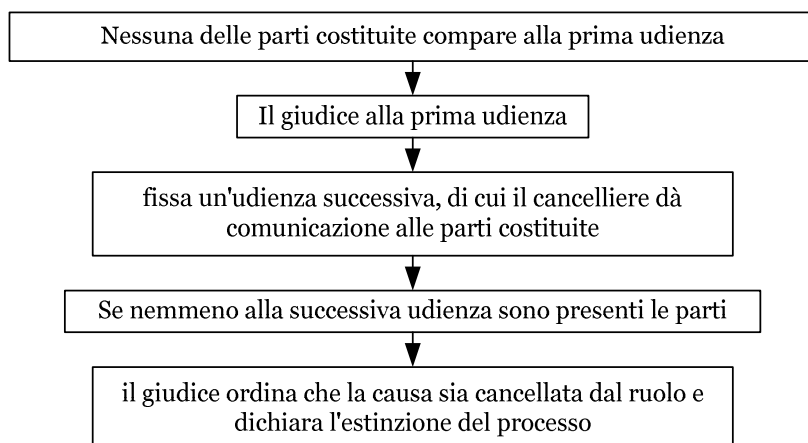 Nessuna delle parti costituite compare alla prima udienza
Il giudice alla prima udienza
fissa un'udienza successiva, di cui il cancelliere dà
comunicazione alle parti costituite
Se nemmeno alla successiva udienza sono presenti le parti
il giudice ordina che la causa sia cancellata dal ruolo e
dichiara l'estinzione del processo